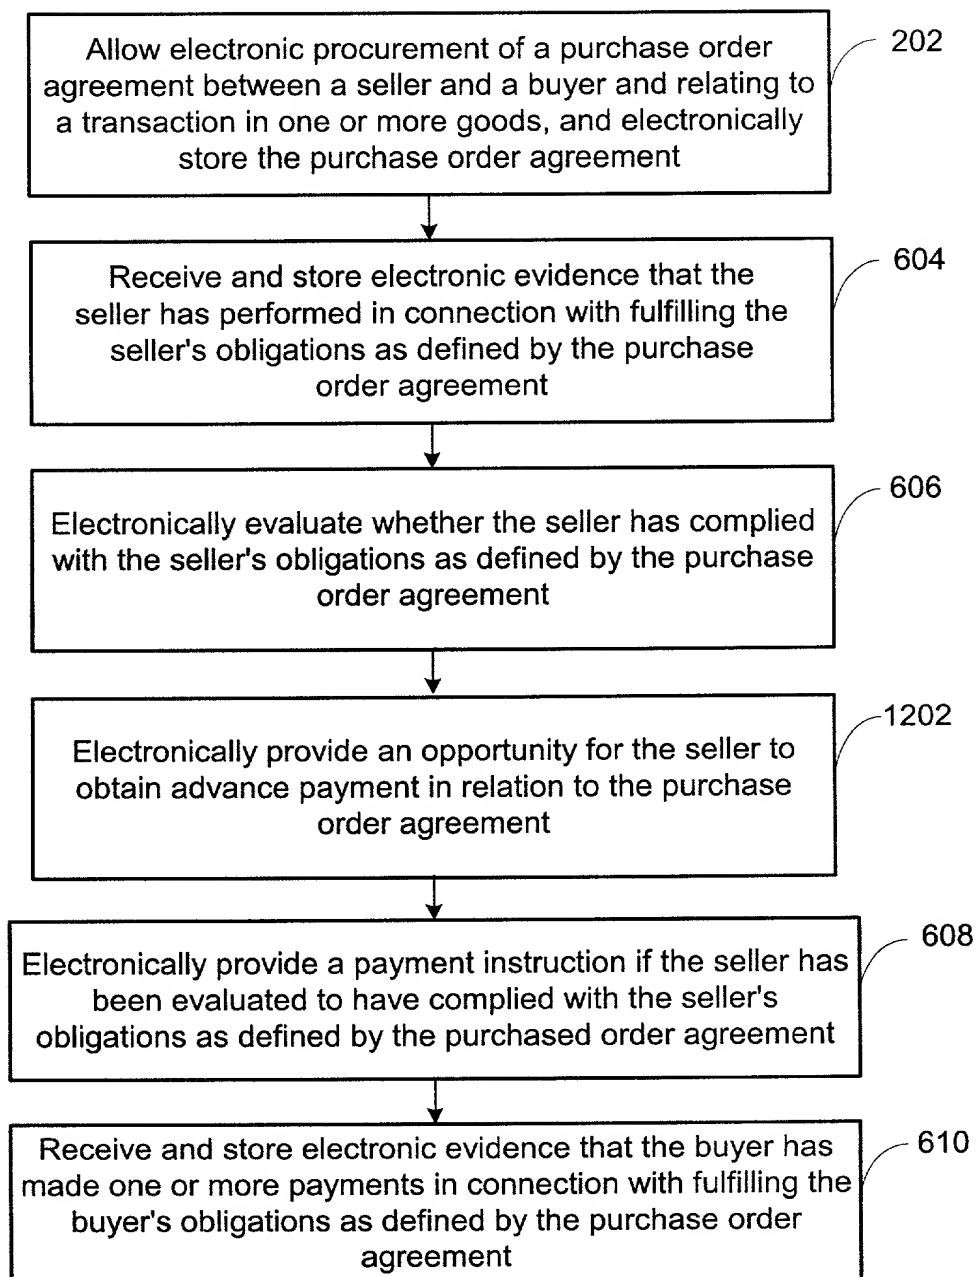 Allow electronic procurement of a purchase order
agreement between a seller and a buyer and relating to
a transaction in one or more goods, and electronically
store the purchase order agreement
202
Receive and store electronic evidence that the
seller has performed in connection with fulfilling the
seller's obligations as defined by the purchase
order agreement
604
Electronically evaluate whether the seller has complied
with the seller's obligations as defined by the purchase
order agreement
606
Electronically provide an opportunity for the seller to
obtain advance payment in relation to the purchase
order agreement
1202
Electronically provide a payment instruction if the seller has
been evaluated to have complied with the seller's
obligations as defined by the purchased order agreement
608
Receive and store electronic evidence that the buyer has
made one or more payments in connection with fulfilling the
buyer's obligations as defined by the purchase order
agreement
610